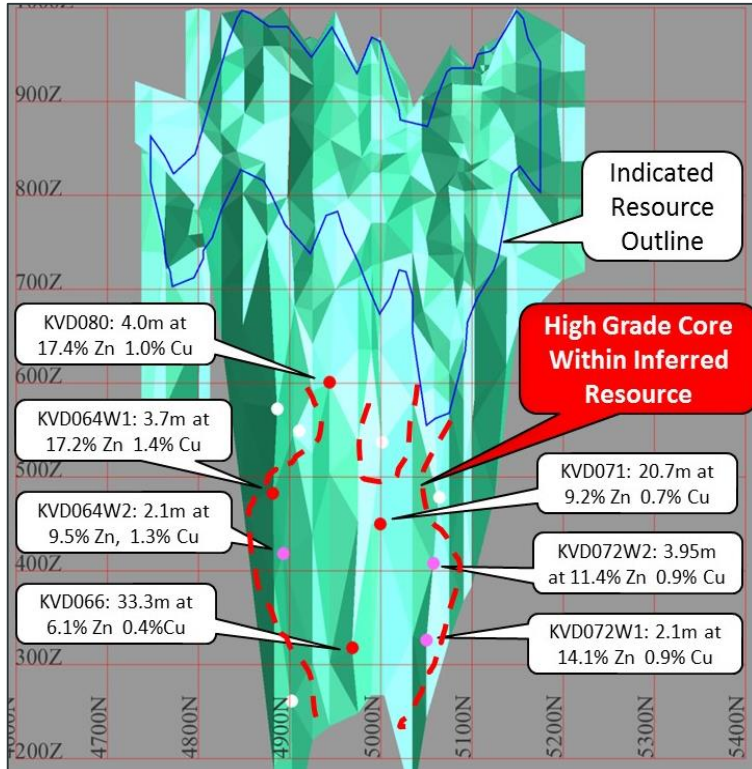 1000Z
900Z
800Z
700Z
600Z
500Z
400Z
300Z
200Z
Indicated
Resource
Outline
High Grade Core
Within Inferred
Resource
KVD080: 4.0m at
17.4% Zn 1.0% Cu
KVD064W1: 3.7m at
17.2% Zn 1.4% Cu
KVD064W2: 2.1m at
9.5% Zn, 1.3% Cu
KVD066: 33.3m at
6.1% Zn 0.4%Cu
KVD071: 20.7m at
9.2% Zn 0.7% Cu
KVD072W2: 3.95m
at 11.4% Zn 0.9% Cu
KVD072W1: 2.1m at
14.1% Zn 0.9% Cu
4700N
4800N
4900N
5000N
5100N
5200N
5300N
5400N